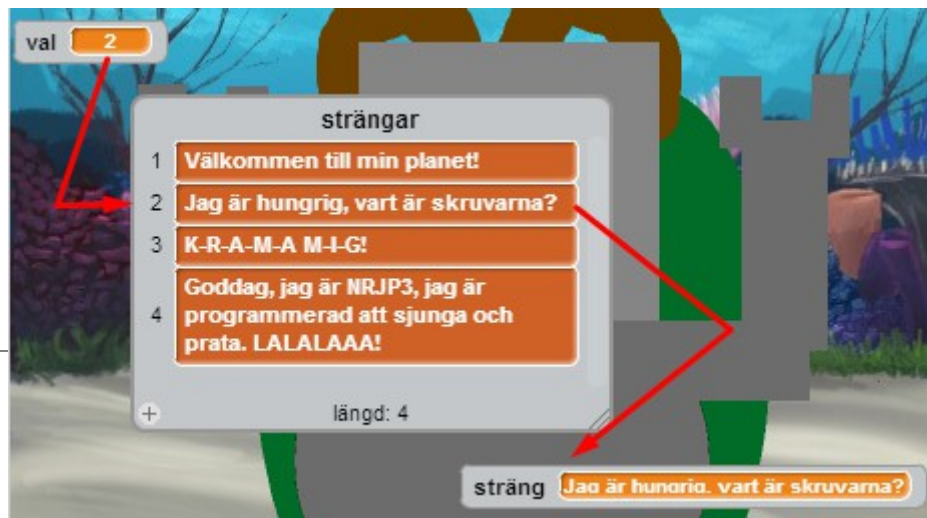 val 2
strängar
1 Välkommen till min planet!
2 Jag är hungrig, vart är skruvarna?
3 K-R-A-M-A M-I-G!
Goddag, jag är NRJP3, jag är
4 programmerad att sjunga och
prata. LALALAAA!
+ längd: 4
sträng Jag är hungrig, vart är skruvarna?